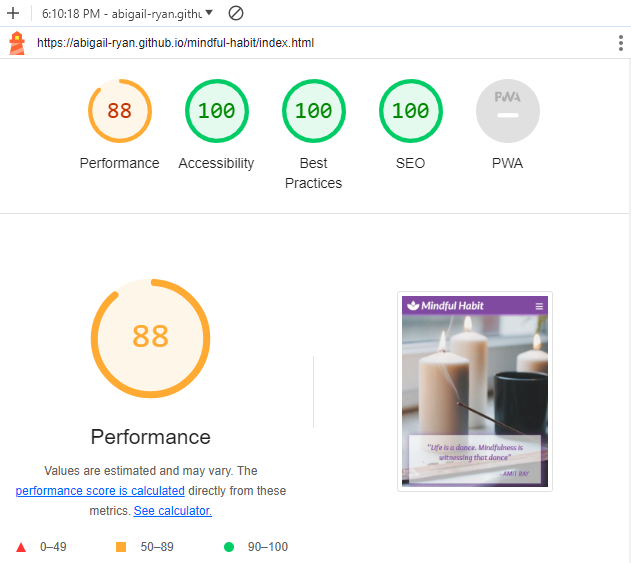 6:10:18 PM - abigail-ryan.githu
https://abigail-ryan.github.io/mindful-habit/index.html
88
100
100
100
PWA
Performance
Accessibility
Best
Practices
SEO
PWA
88
Performance
Values are estimated and may vary. The
performance score is calculated directly from these
metrics. See calculator.
0–49
50–89
90–100
Mindful Habit
"Life is a dance. Mindfulness is
witnessing that dance"
- AMIT RAY